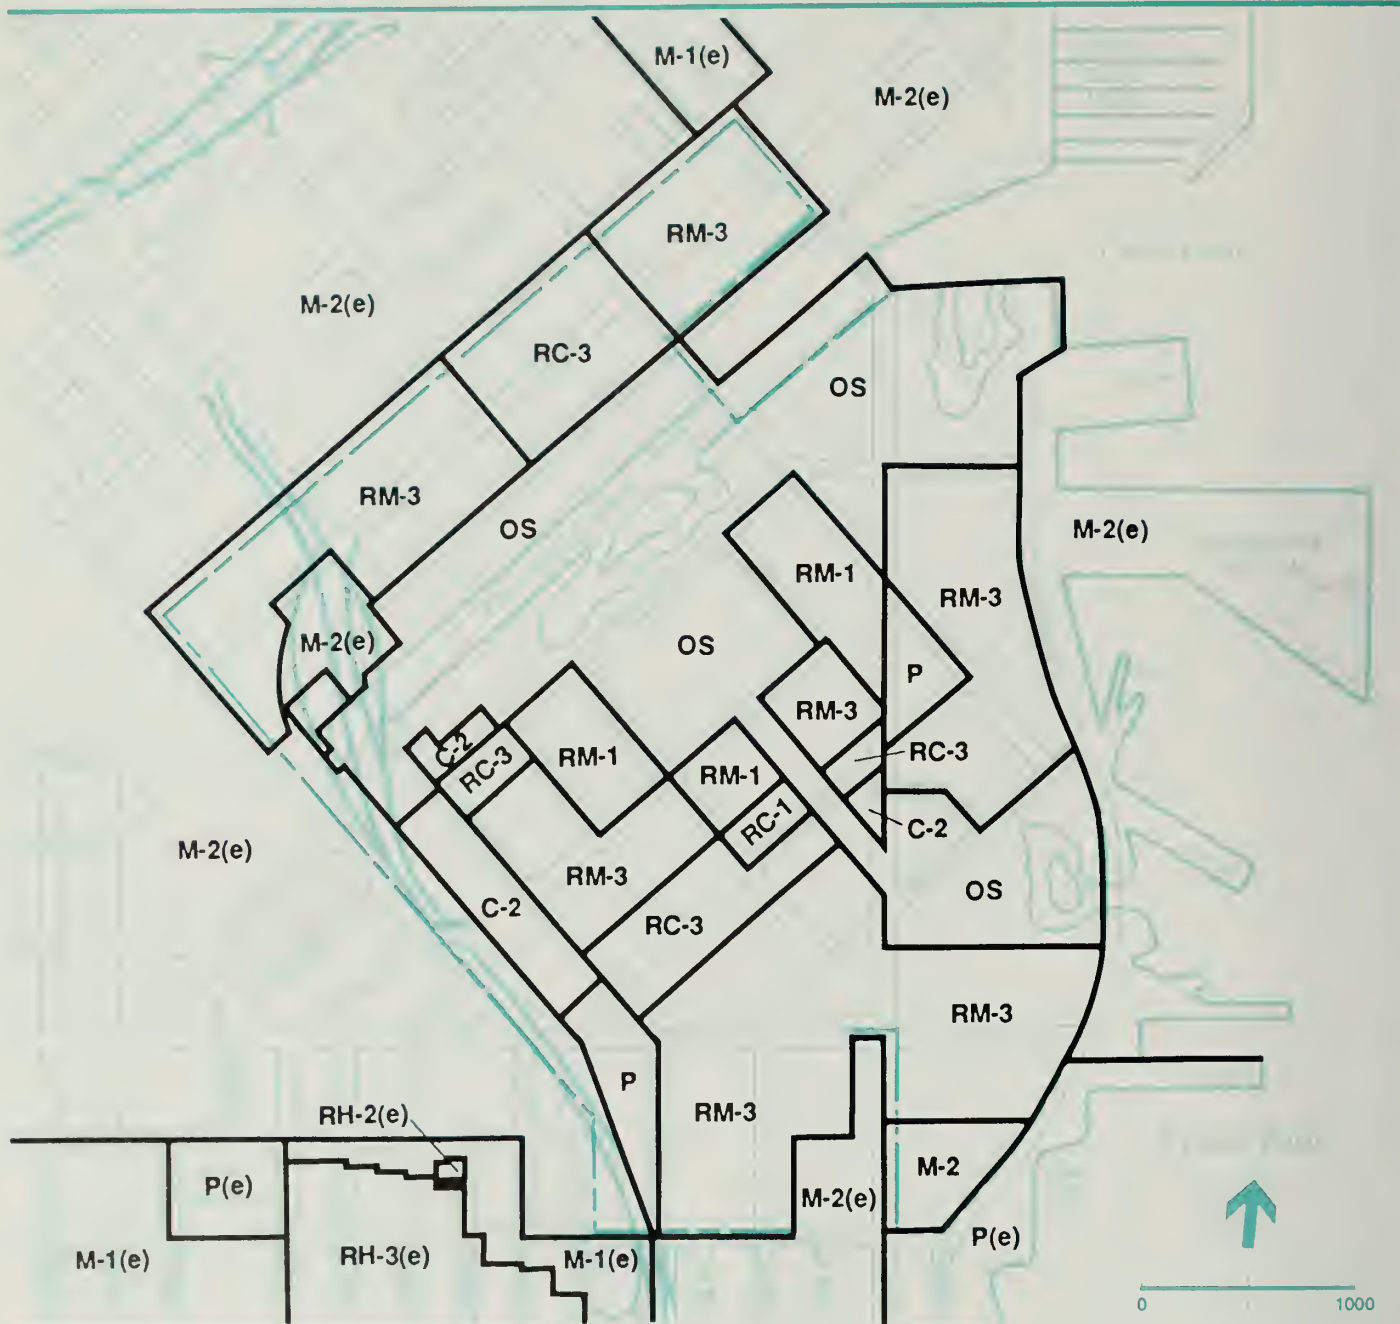 M-1(e)
M-2(e)
RM-3
M-2(e)
RC-3
OS
RM-3
OS
M-2(e)
RM-1
RM-3
M-2(e)
OS
P
RM-3
C-2
RC-3
RM-1
RM-1
RC-3
RC-1
C-2
M-2(e)
RM-3
OS
C-2
RC-3
RM-3
P
RM-3
RH-2(e)
M-2
P(e)
M-2(e)
P(e)
M-1(e)
RH-3(e)
M-1(e)
0 1000